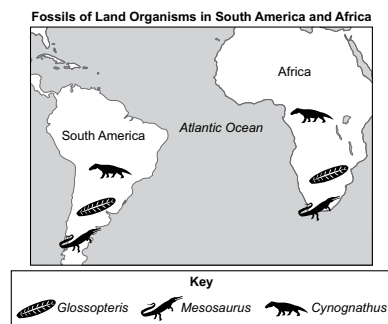 Fossils of Land Organisms in South America and Africa
Africa
South America
Atlantic Ocean
Key
Glossopteris
Mesosaurus
Cynognathus